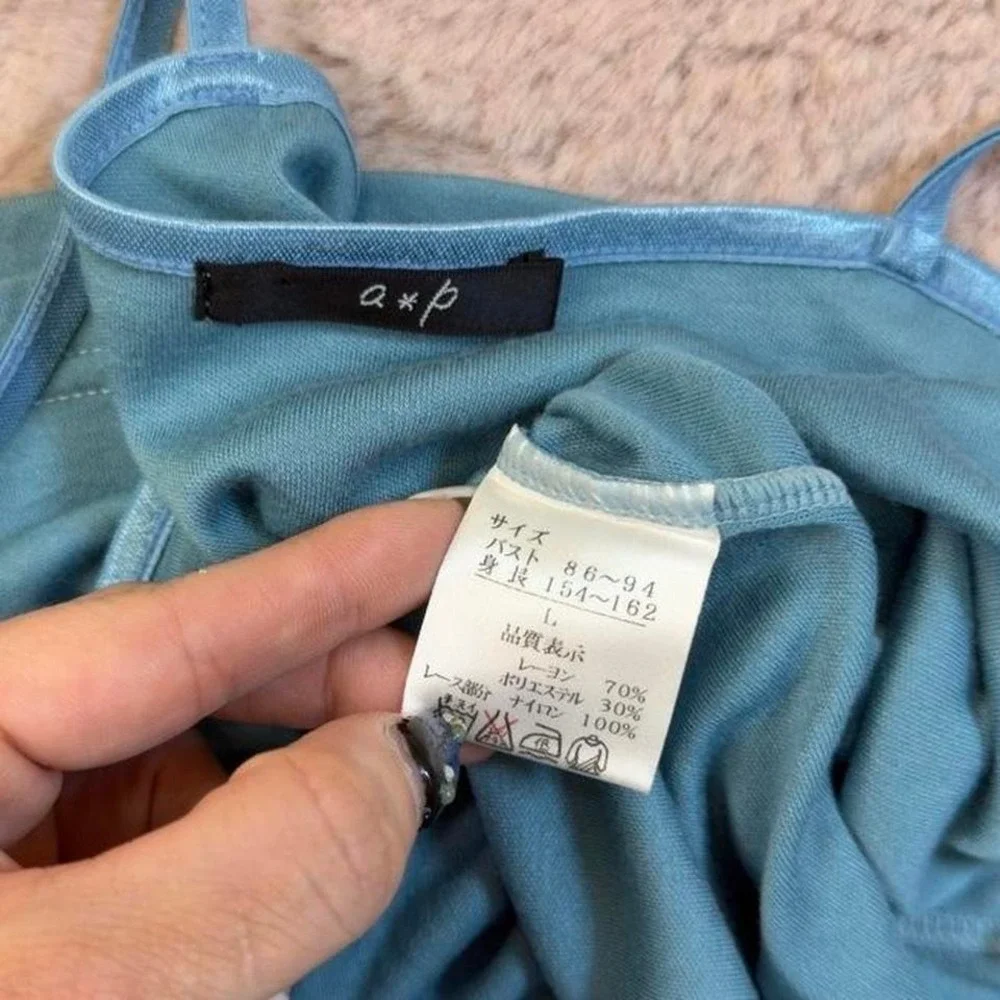 a*p
サイズ
バスト 86～94
身長 154～162
L
品質表示
レーヨン 70%
ポリエステル 30%
レース部分 ナイロン 100%
低